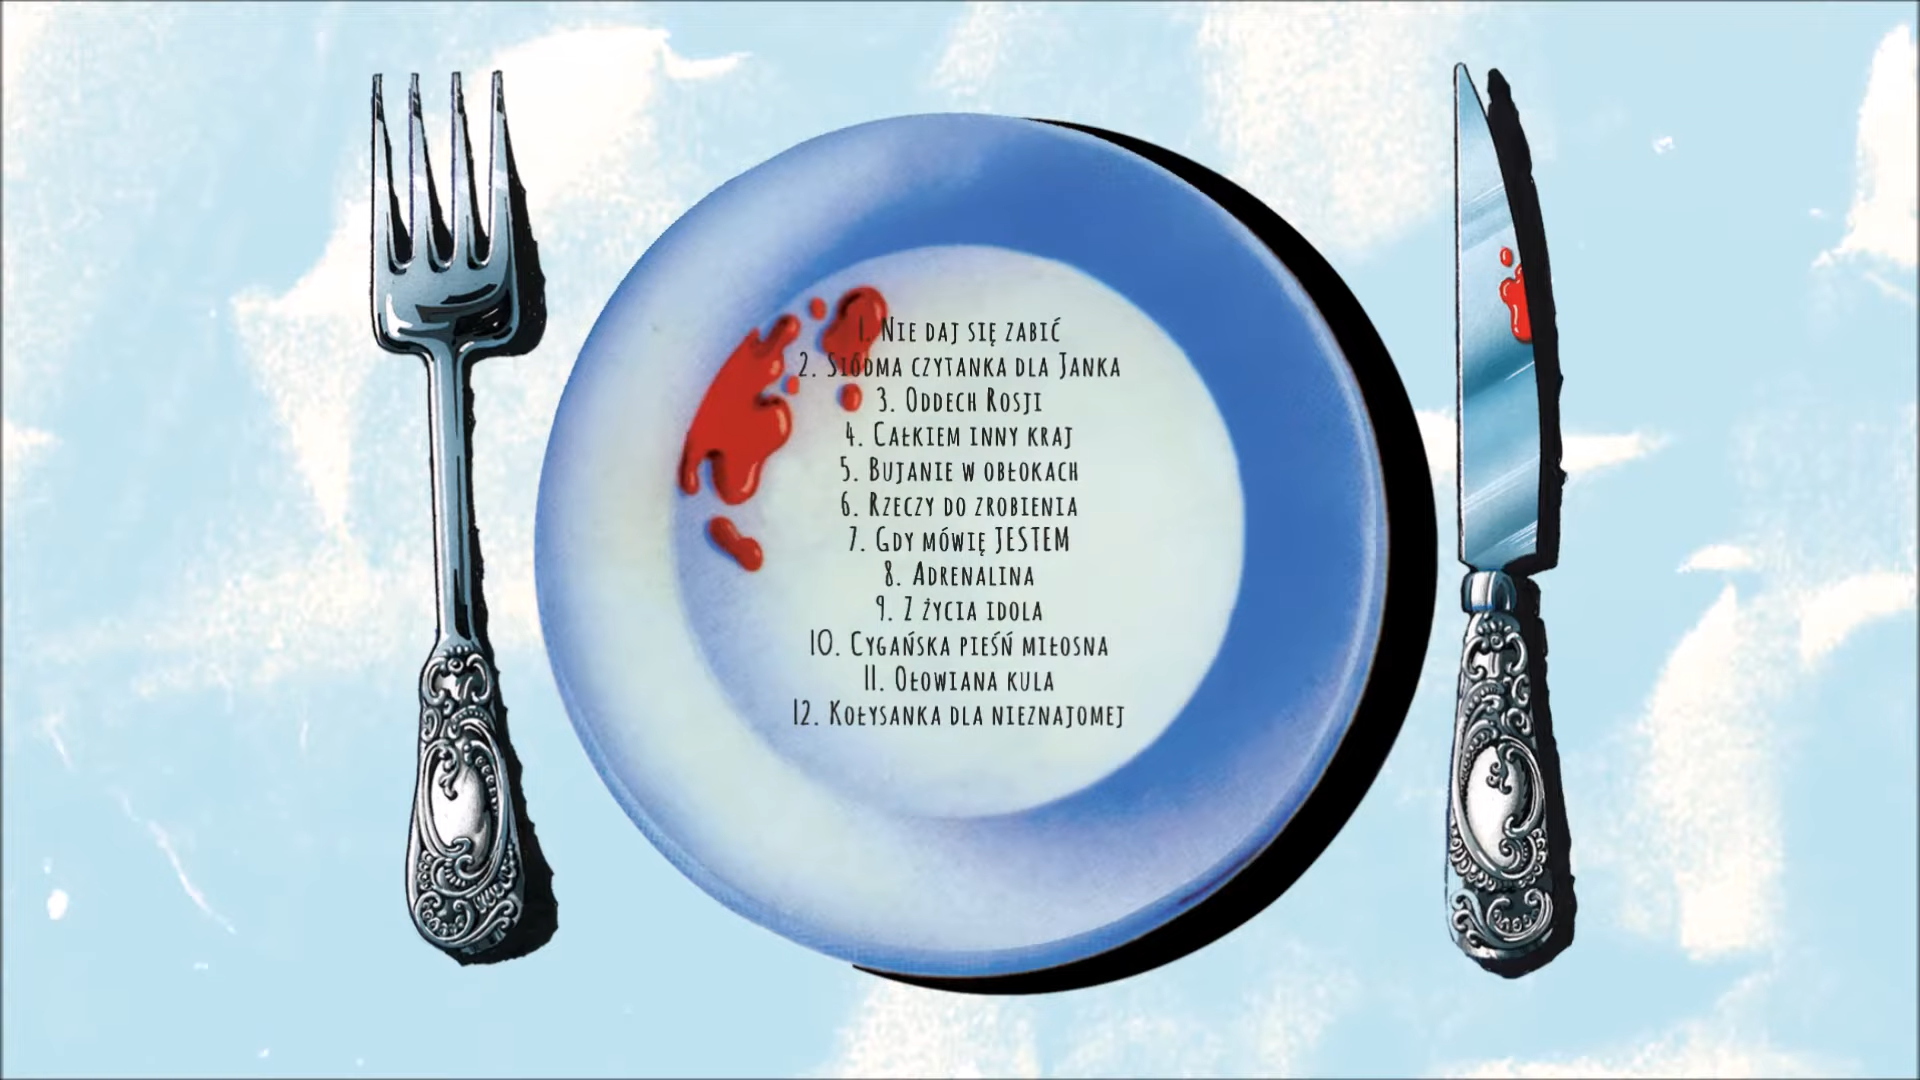 1. Nie daj się zabić
2. Siódma czytanka dla Janka
3. Oddech Rosji
4. Całkiem inny kraj
5. Bujanie w obłokach
6. Rzeczy do zrobienia
7. Gdy mówię JESTEM
8. Adrenalina
9. Z życia idola
10. Cygańska pieśń miłosna
11. Ołowiana kula
12. Kołysanka dla nieznajomej